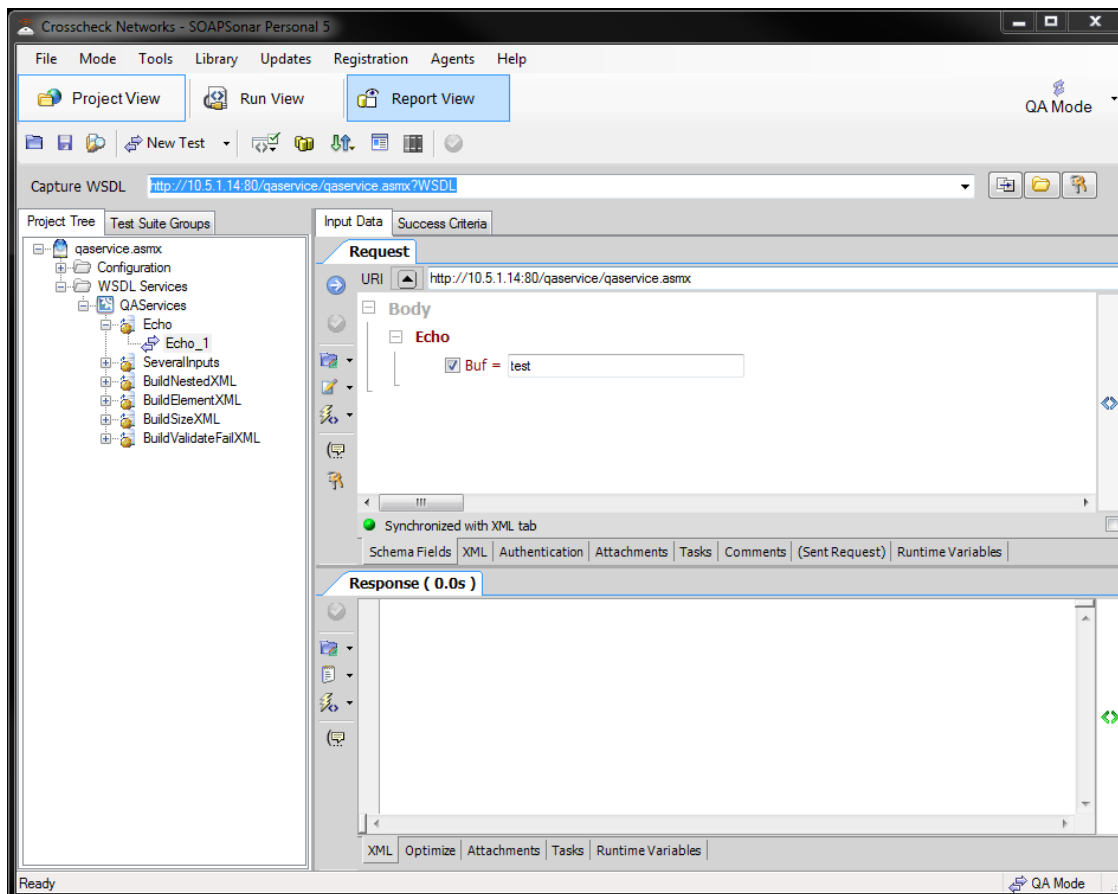 Crosscheck Networks - SOAPSonar Personal 5
File Mode Tools Library Updates Registration Agents Help
Project View Run View Report View
QA Mode
New Test
Capture WSDL http://10.5.1.14:80/qaservice/qaservice.asmx?WSDL
Project Tree Test Suite Groups
qaservice.asmx
Configuration
WSDL Services
QAServices
Echo
Echo_1
SeveralInputs
BuildNestedXML
BuildElementXML
BuildSizeXML
BuildValidateFailXML
Input Data Success Criteria
Request
URI http://10.5.1.14:80/qaservice/qaservice.asmx
Body
Echo
Buf = test
Synchronized with XML tab
Schema Fields XML Authentication Attachments Tasks Comments (Sent Request) Runtime Variables
Response ( 0.0s )
XML Optimize Attachments Tasks Runtime Variables
Ready QA Mode